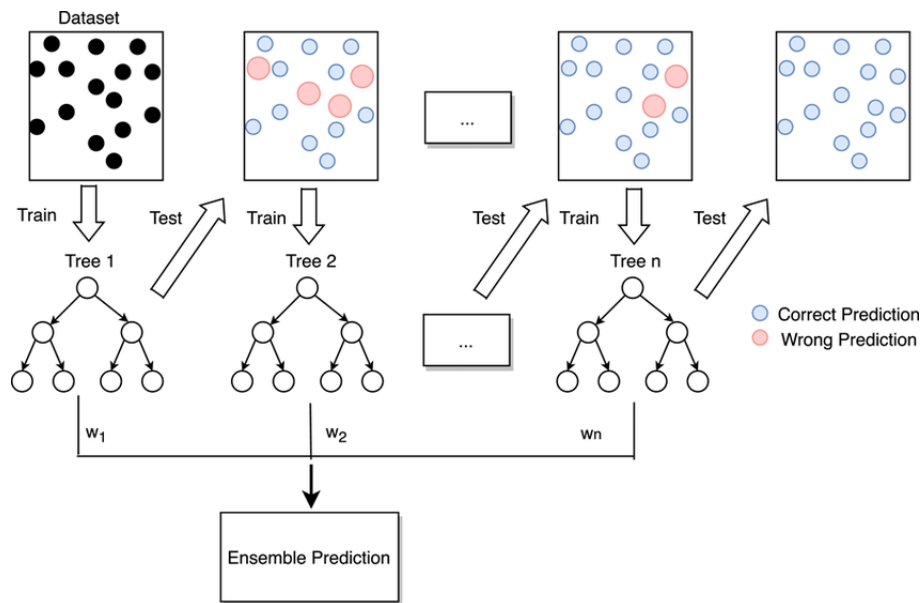 Dataset
...
Train
Test
Train
Test
Train
Test
Tree 1
Tree 2
Tree n
Correct Prediction
Wrong Prediction
...
w1
w2
wn
Ensemble Prediction